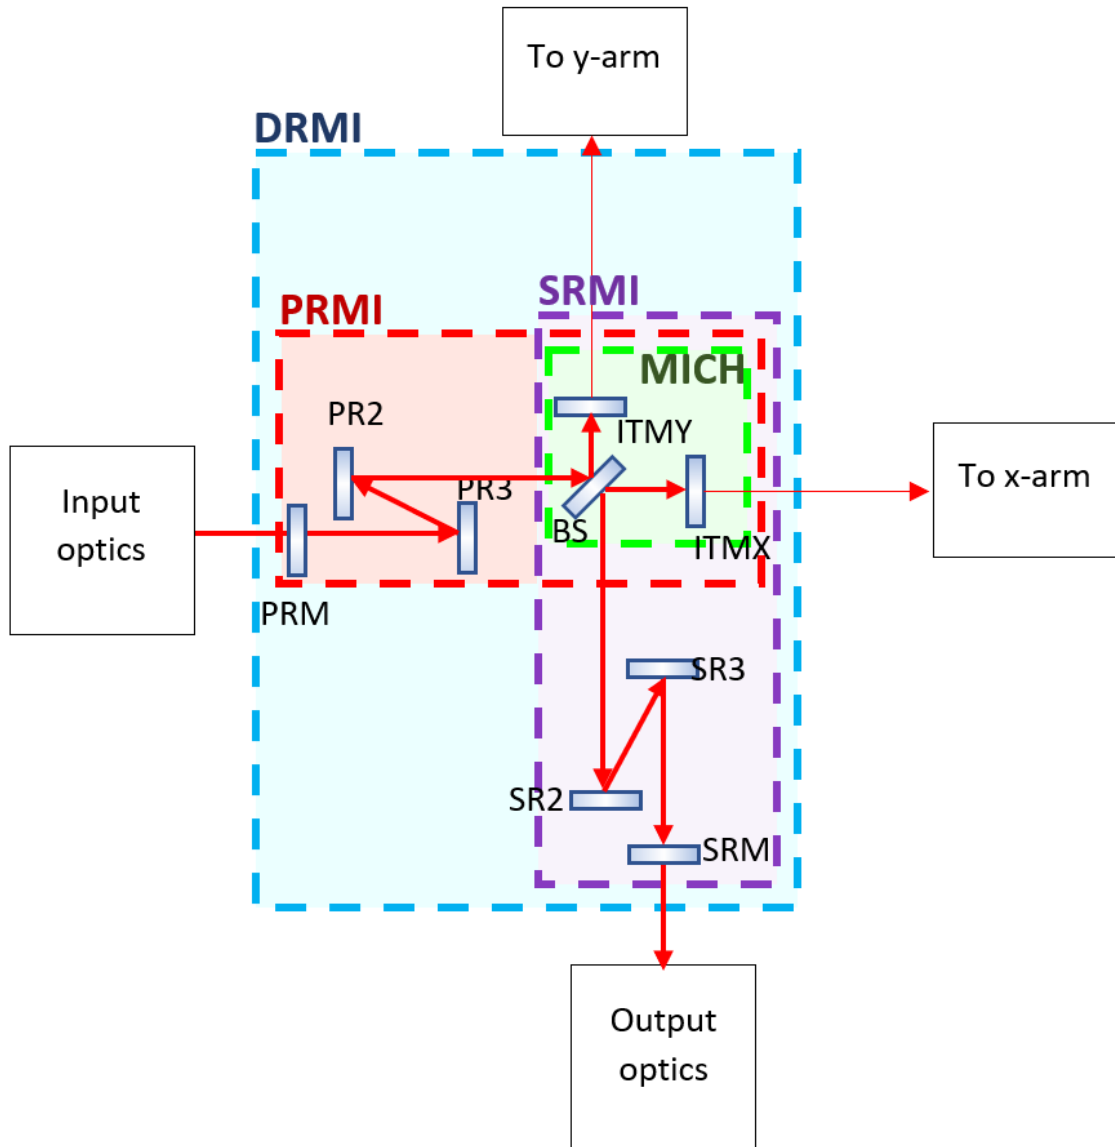 To y-arm
DRMI
SRMI
PRMI
MICH
PR2
ITMY
PR3
To x-arm
Input
optics
BS
ITMX
PRM
SR3
SR2
SRM
Output
optics